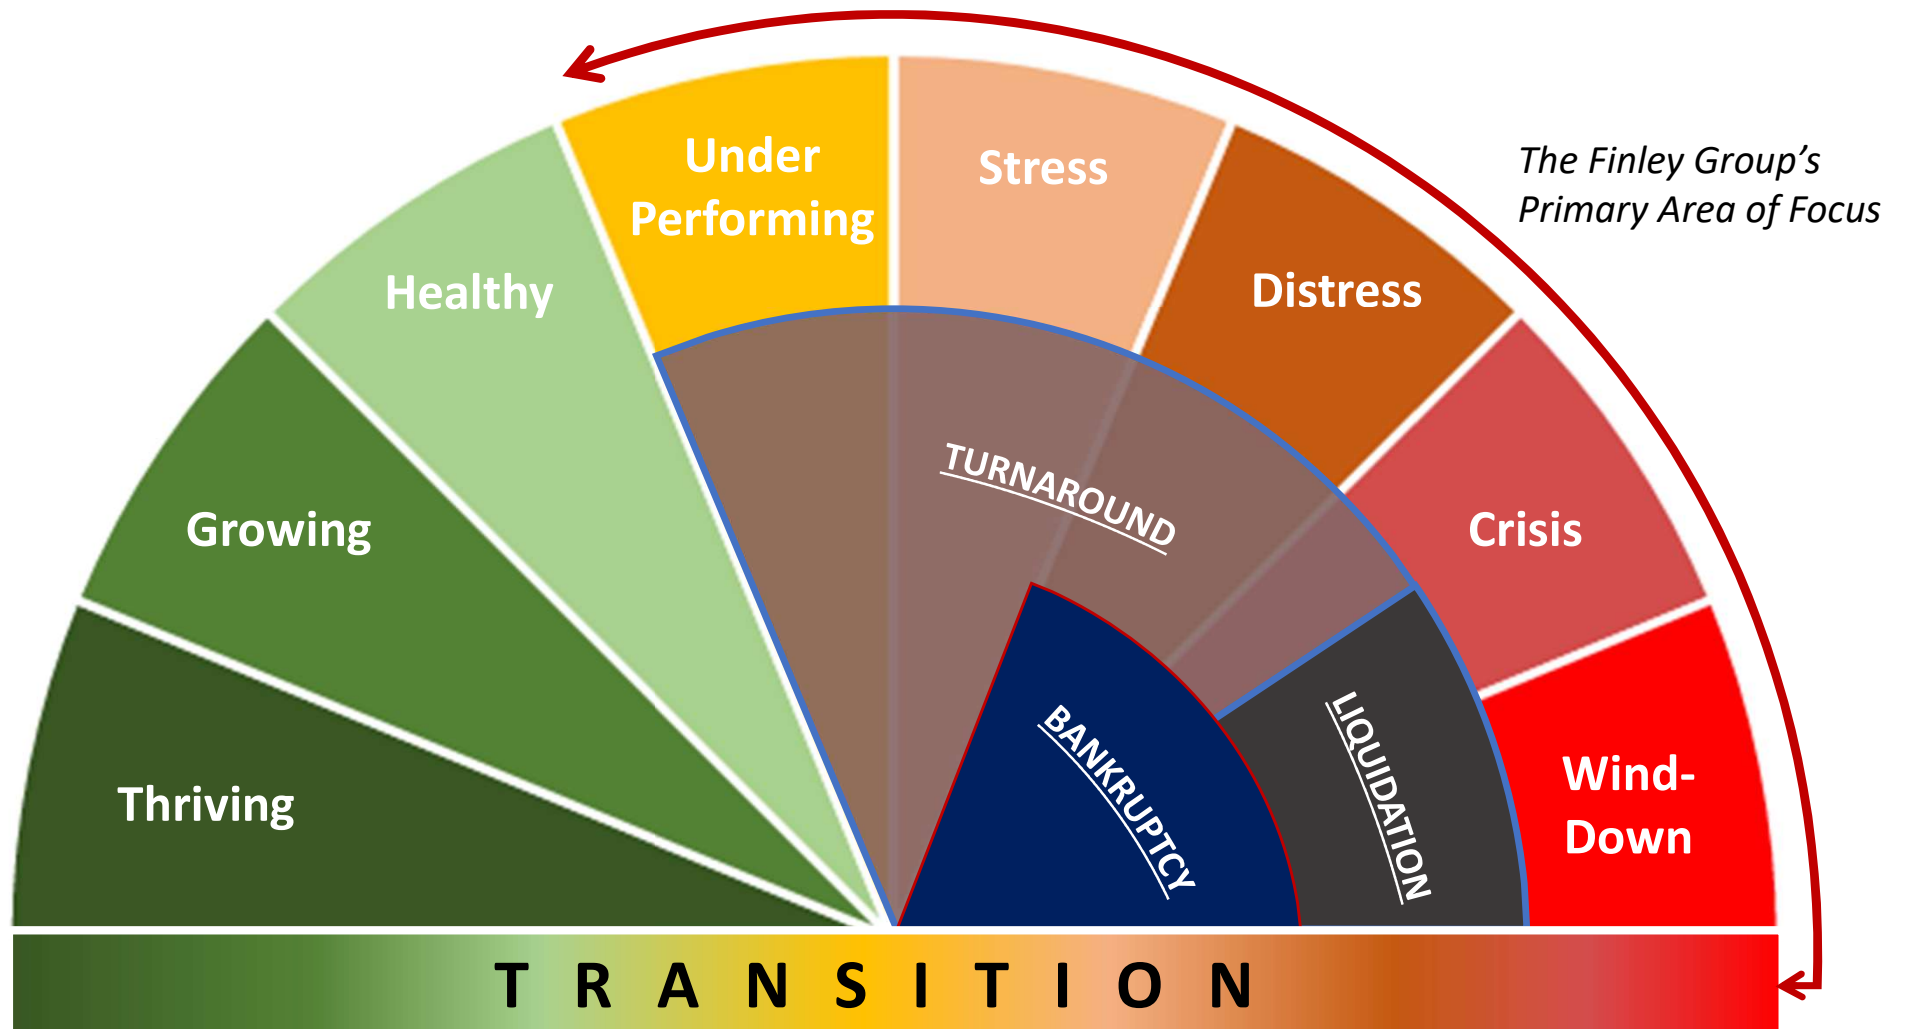 The Finley Group’s
Primary Area of Focus
Under
Performing
Stress
Healthy
Distress
Growing
TURNAROUND
Crisis
Thriving
BANKRUPTCY
LIQUIDATION
Wind-
Down
TRANSITION